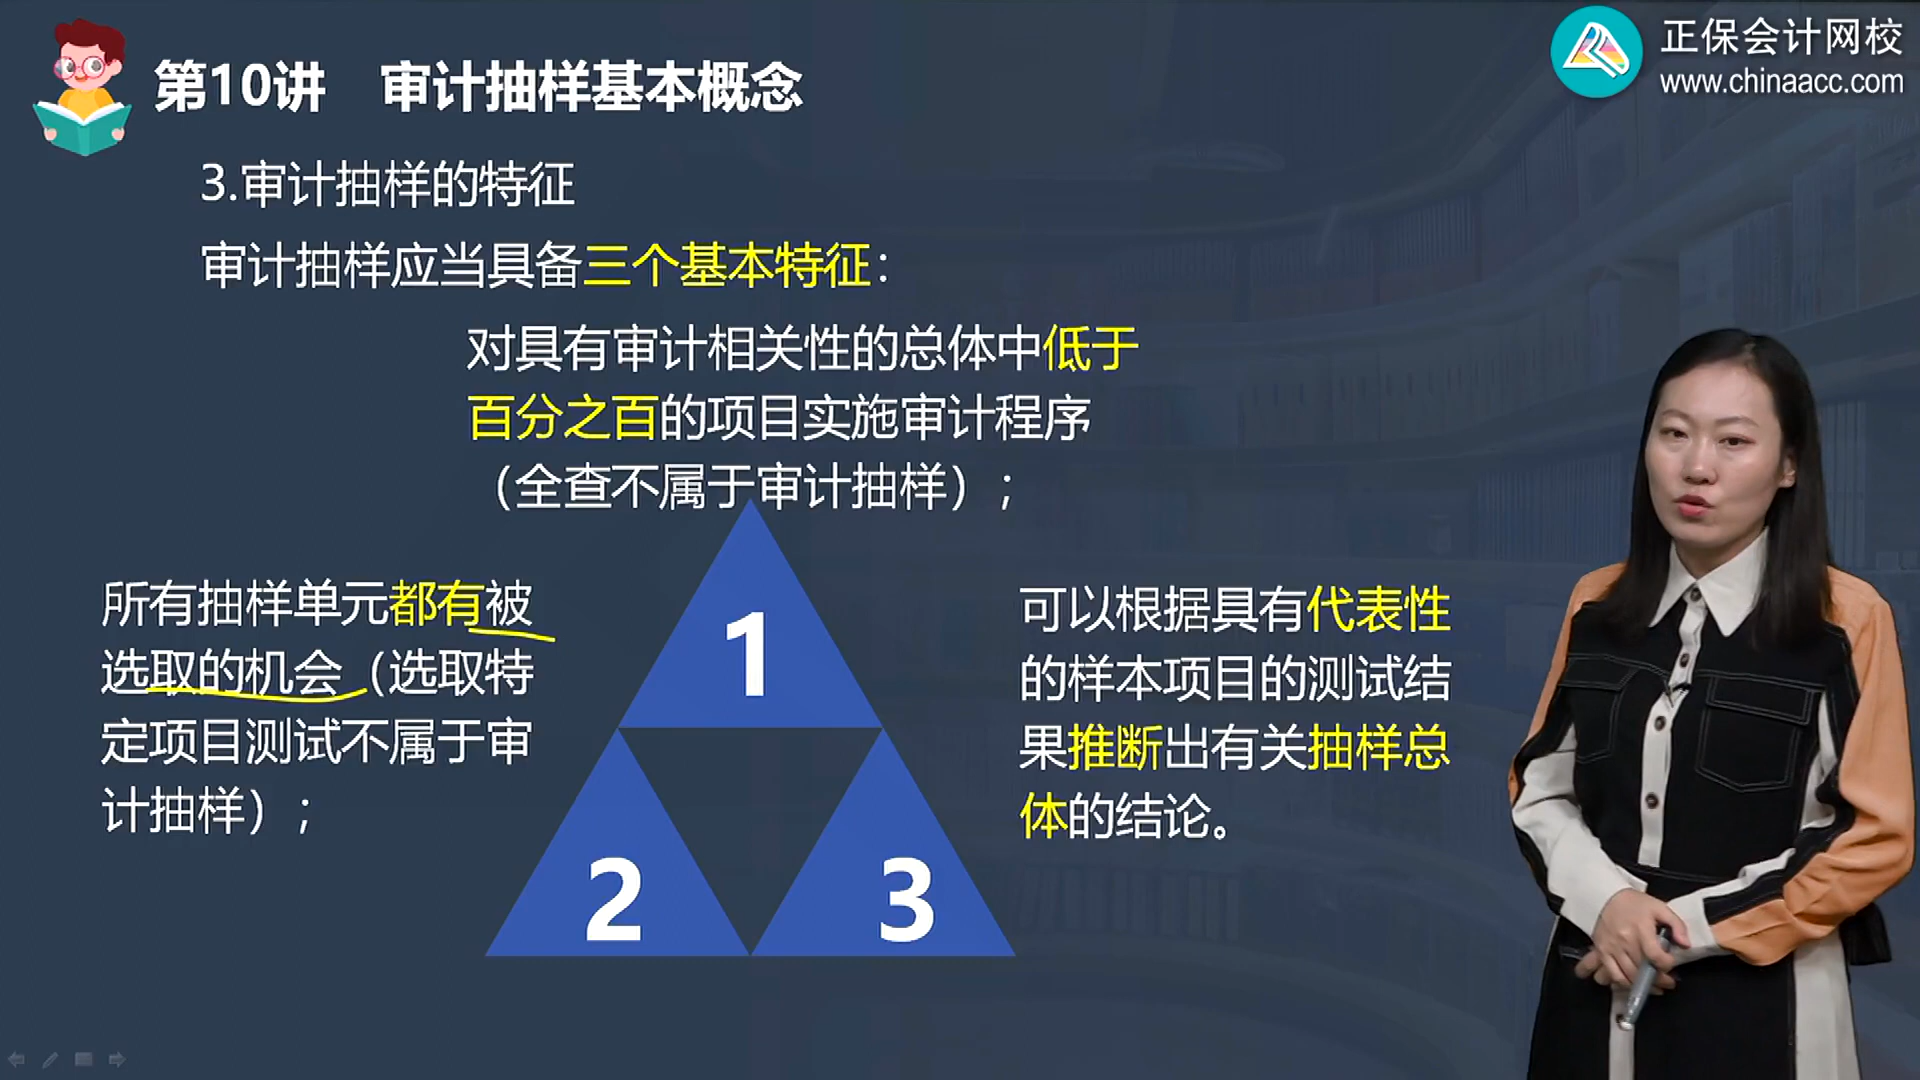 正保会计网校
www.chinaacc.com
第10讲 审计抽样基本概念
3.审计抽样的特征
审计抽样应当具备三个基本特征：
对具有审计相关性的总体中低于
百分之百的项目实施审计程序
（全查不属于审计抽样）；
1
所有抽样单元都有被
选取的机会（选取特
定项目测试不属于审
计抽样）；
2
可以根据具有代表性
的样本项目的测试结
果推断出有关抽样总
体的结论。
3